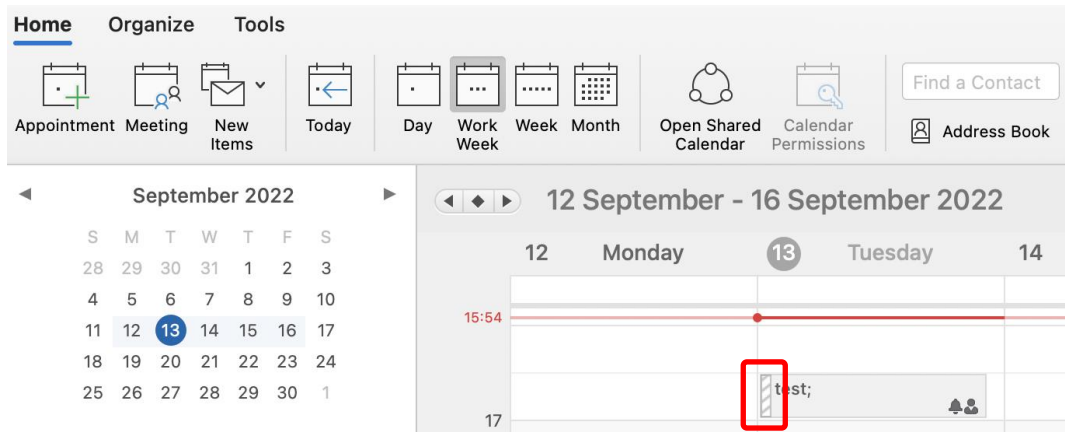 Home Organize Tools
Appointment Meeting New Items Today Day Work Week Week Month Open Shared Calendar Calendar Permissions Find a Contact
Address Book
September 2022
12 September - 16 September 2022
S M T W T F S
12 Monday 13 Tuesday 14
28 29 30 31 1 2 3
4 5 6 7 8 9 10
15:54
11 12 13 14 15 16 17
18 19 20 21 22 23 24
25 26 27 28 29 30 1
test;
17